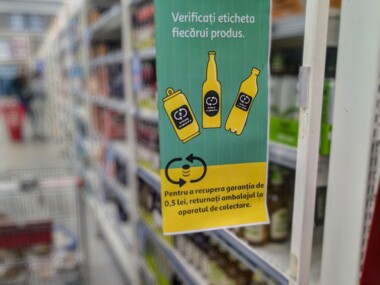 Verificați eticheta
fiecărui produs.
Pentru a recupera garanția de
0,5 lei, returnați ambalajul la
aparatul de colectare.